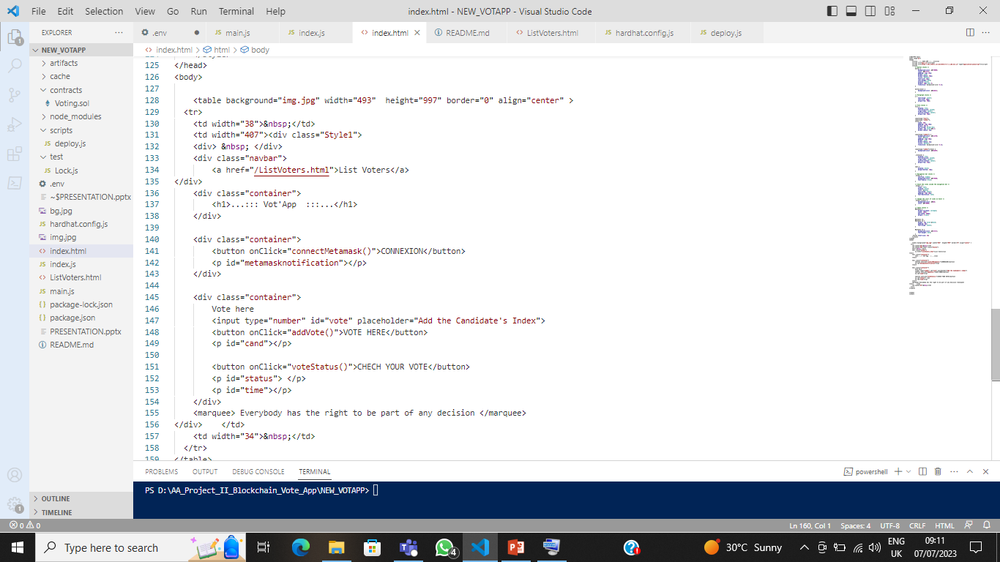 File Edit Selection View Go Run Terminal Help
index.html - NEW_VOTAPP - Visual Studio Code
EXPLORER
.env
main.js
index.js
index.html
README.md
ListVoters.html
hardhat.config.js
deploy.js
index.html > html > body
NEW_VOTAPP
artifacts
cache
contracts
Voting.sol
node_modules
scripts
deploy.js
test
Lock.js
.env
~$PRESENTATION.pptx
bg.jpg
hardhat.config.js
img.jpg
index.html
index.js
ListVoters.html
main.js
package-lock.json
package.json
PRESENTATION.pptx
README.md
OUTLINE
TIMELINE
125 </head>
126 <body>
127
128 <table background="img.jpg" width="493"  height="997" border="0" align="center" >
129 <tr>
130 <td width="38">&nbsp;</td>
131 <td width="407"><div class="Style1">
132 <div> &nbsp; </div>
133 <div class="navbar">
134 <a href="/ListVoters.html">List Voters</a>
135 </div>
136 <div class="container">
137 <h1>...::: Vot'App  :::...</h1>
138 </div>
139
140 <div class="container">
141 <button onClick="connectMetamask()">CONNEXION</button>
142 <p id="metamasknotification"></p>
143 </div>
144
145 <div class="container">
146 Vote here
147 <input type="number" id="vote" placeholder="Add the Candidate's Index">
148 <button onClick="addVote()">VOTE HERE</button>
149 <p id="cand"></p>
150
151 <button onClick="voteStatus()">CHECH YOUR VOTE</button>
152 <p id="status"> </p>
153 <p id="time"></p>
154 </div>
155 <marquee> Everybody has the right to be part of any decision </marquee>
156 </div>    </td>
157 <td width="34">&nbsp;</td>
158 </tr>
159 </table>
PROBLEMS OUTPUT DEBUG CONSOLE TERMINAL
powershell
PS D:\AA_Project_II_Blockchain_Vote_App\NEW_VOTAPP>
0 0
Ln 160, Col 1 Spaces: 4 UTF-8 CRLF HTML
Type here to search
4
30°C Sunny
ENG
UK
09:11
07/07/2023